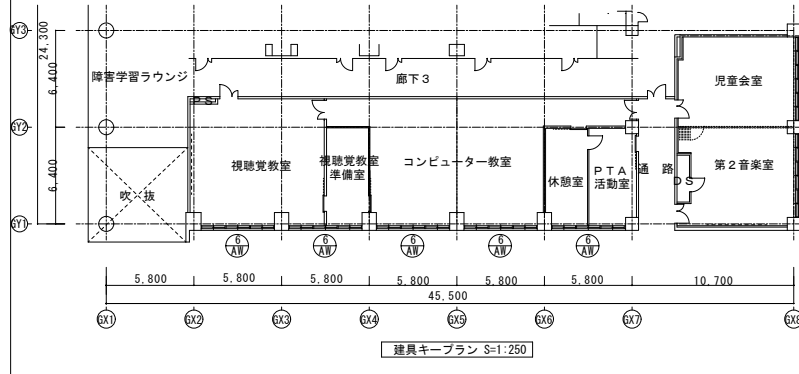 GY3
24,300
6,400
障害学習ラウンジ
廊下3
児童会室
PS
GY2
視聴覚教室
視聴覚教室
準備室
コンピューター教室
休憩室
PTA
活動室
通 路
DS
第2音楽室
6,400
吹 抜
GY1
6
AW
6
AW
6
AW
6
AW
6
AW
5,800
5,800
5,800
5,800
5,800
5,800
10,700
45,500
GX1
GX2
GX3
GX4
GX5
GX6
GX7
GX8
建具キープラン S=1:250